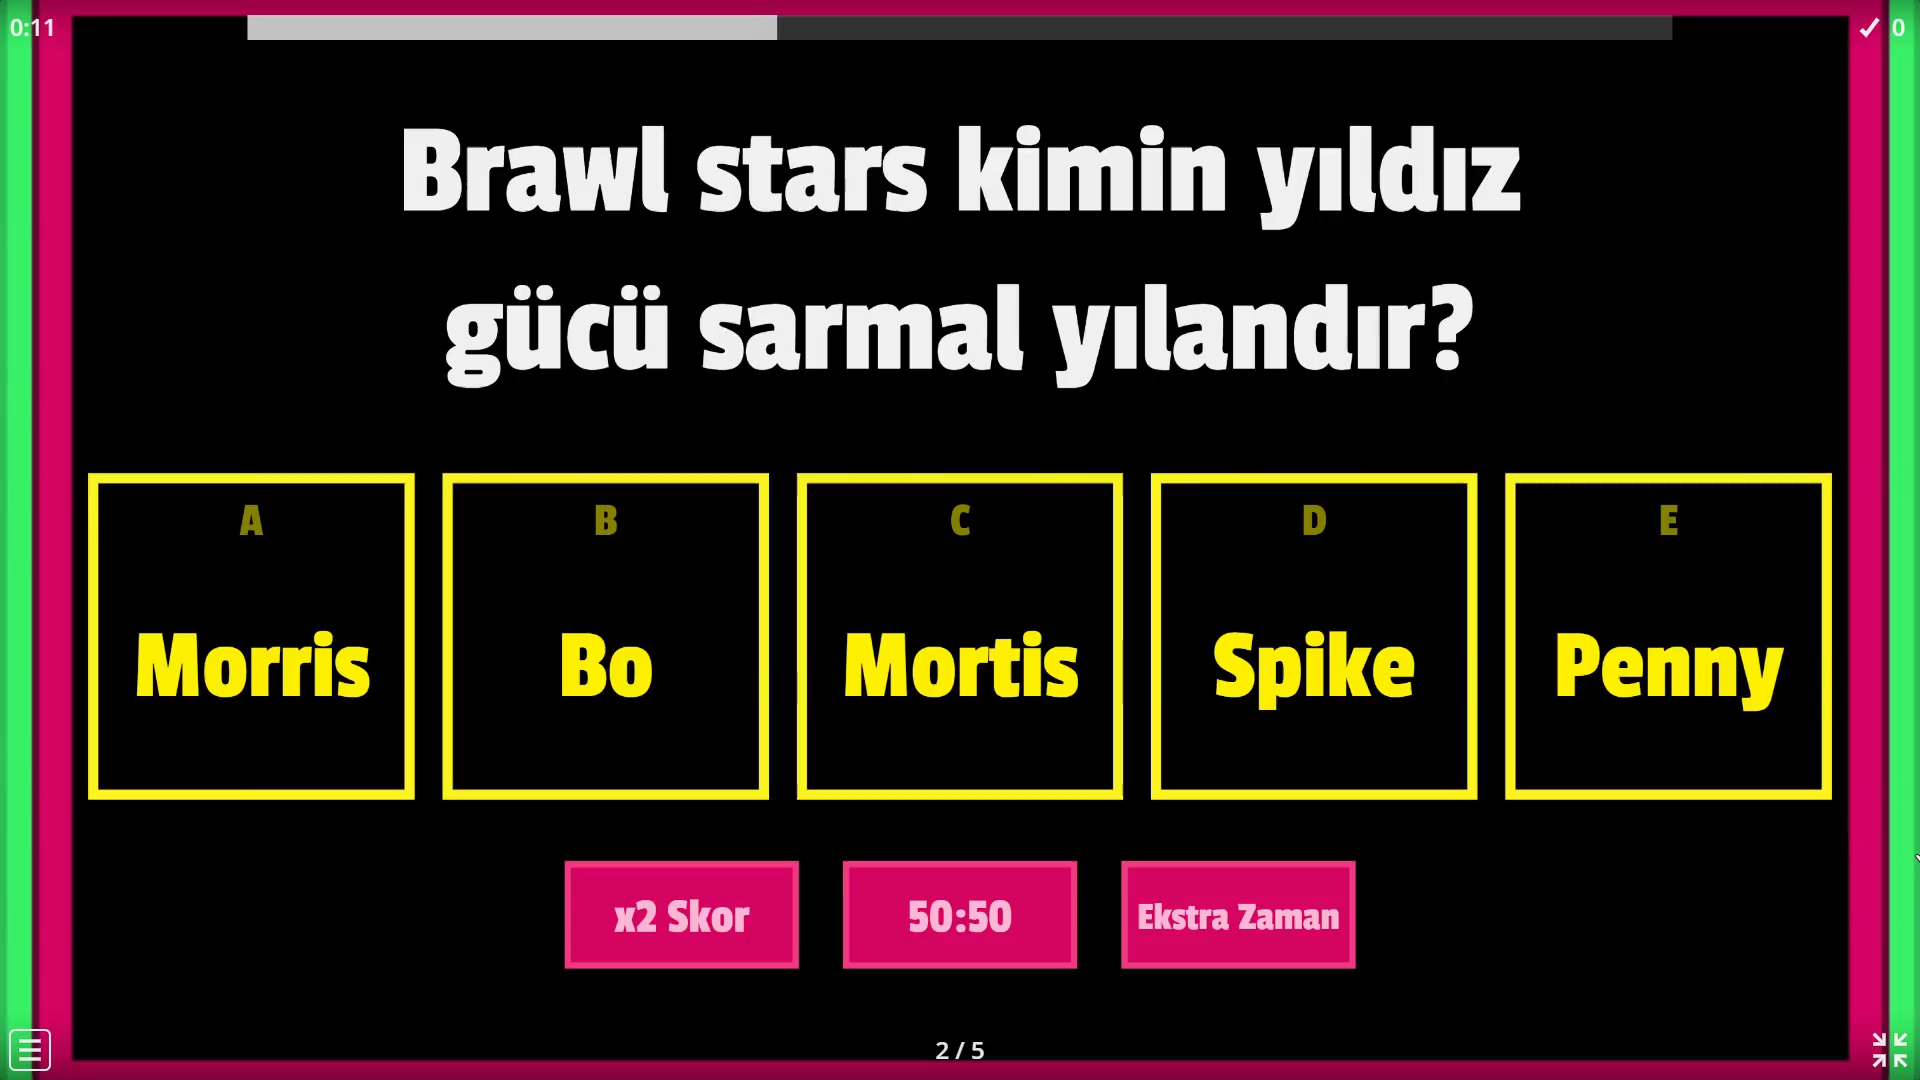 0:11
0
Brawl stars kimin yıldız
gücü sarmal yılandır?
A
B
C
D
E
Morris
Bo
Mortis
Spike
Penny
x2 Skor
50:50
Ekstra Zaman
2 / 5